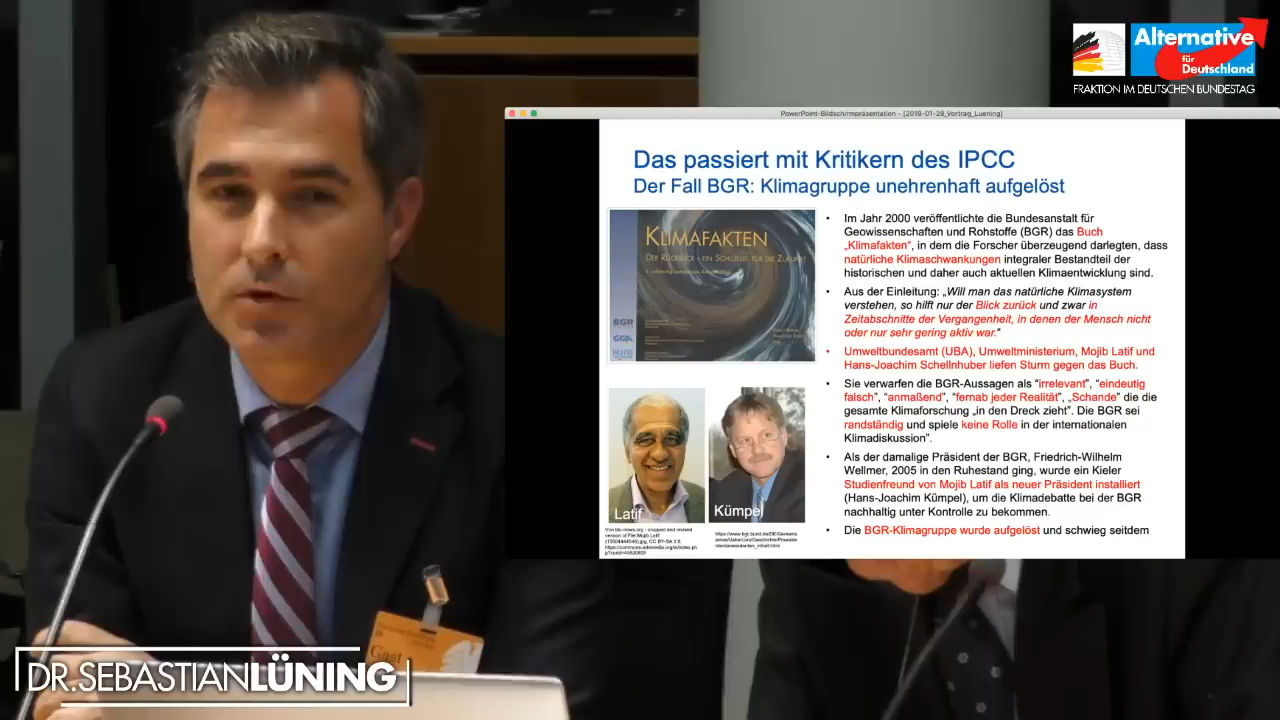 Alternative
für
Deutschland
FRAKTION IM DEUTSCHEN BUNDESTAG
PowerPoint-Bildschirmpräsentation - [2019-01-28_Vortrag_Luening]
Das passiert mit Kritikern des IPCC
Der Fall BGR: Klimagruppe unehrenhaft aufgelöst
KLIMAFAKTEN
DER RÜCKBLICK - EIN SCHLÜSSEL FÜR DIE ZUKUNFT
BGR
GGA
Latif
Kümpel
• Im Jahr 2000 veröffentlichte die Bundesanstalt für
Geowissenschaften und Rohstoffe (BGR) das Buch
„Klimafakten“, in dem die Forscher überzeugend darlegten, dass
natürliche Klimaschwankungen integraler Bestandteil der
historischen und daher auch aktuellen Klimaentwicklung sind.
• Aus der Einleitung: „Will man das natürliche Klimasystem
verstehen, so hilft nur der Blick zurück und zwar in
Zeitabschnitte der Vergangenheit, in denen der Mensch nicht
oder nur sehr gering aktiv war.“
• Umweltbundesamt (UBA), Umweltministerium, Mojib Latif und
Hans-Joachim Schellnhuber liefen Sturm gegen das Buch.
• Sie verwarfen die BGR-Aussagen als “irrelevant”, “eindeutig
falsch”, “anmaßend”, “fernab jeder Realität”, „Schande” die die
gesamte Klimaforschung „in den Dreck zieht”. Die BGR sei
randständig und spiele keine Rolle in der internationalen
Klimadiskussion”.
• Als der damalige Präsident der BGR, Friedrich-Wilhelm
Wellmer, 2005 in den Ruhestand ging, wurde ein Kieler
Studienfreund von Mojib Latif als neuer Präsident installiert
(Hans-Joachim Kümpel), um die Klimadebatte bei der BGR
nachhaltig unter Kontrolle zu bekommen.
• Die BGR-Klimagruppe wurde aufgelöst und schwieg seitdem
Gast
DR.SEBASTIANLÜNING